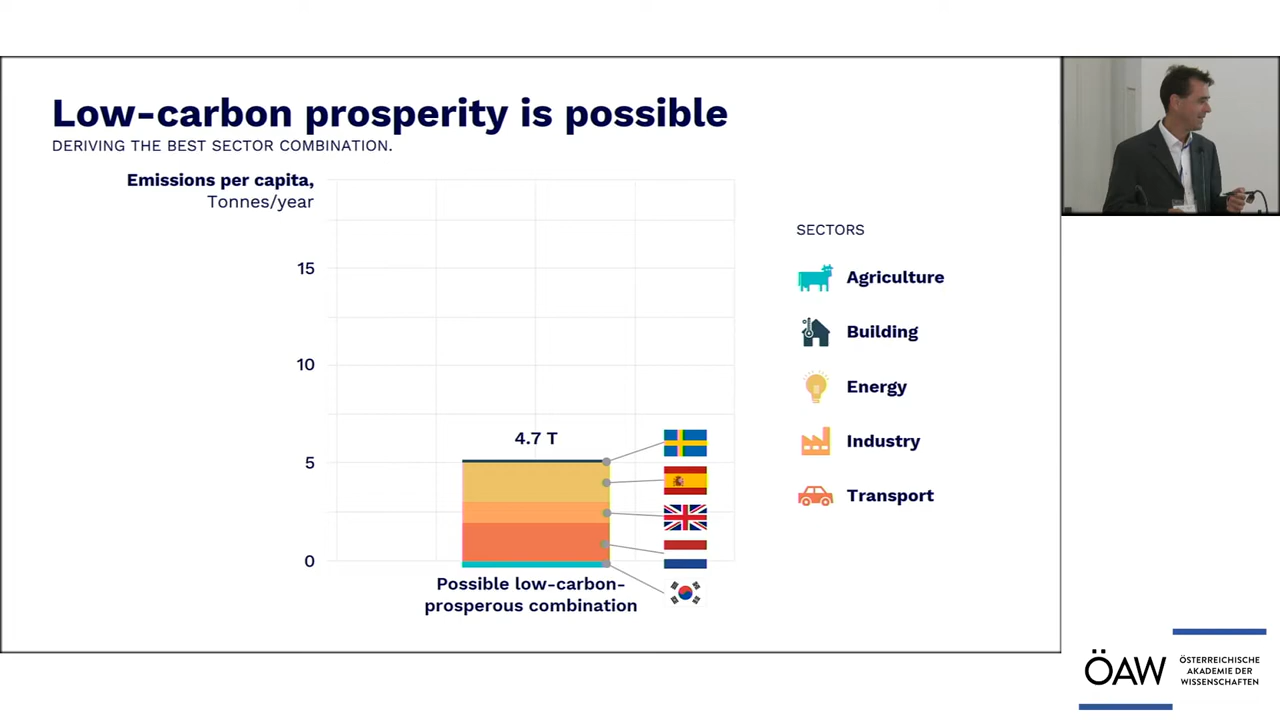 Low-carbon prosperity is possible
DERIVING THE BEST SECTOR COMBINATION.
Emissions per capita,
Tonnes/year
15
10
5
0
4.7 T
Possible low-carbon-
prosperous combination
SECTORS
Agriculture
Building
Energy
Industry
Transport
ÖAW
ÖSTERREICHISCHE
AKADEMIE DER
WISSENSCHAFTEN